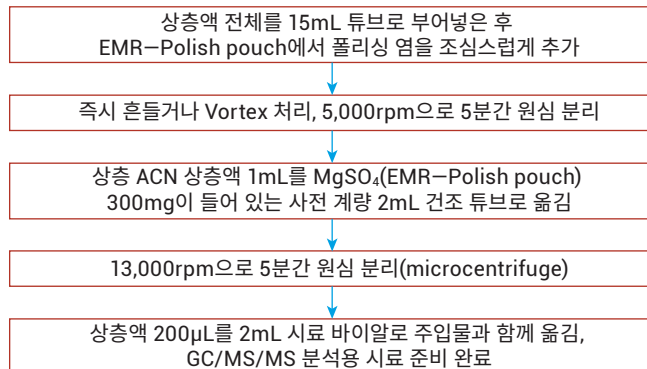 상층액 전체를 15mL 튜브로 부어넣은 후
EMR–Polish pouch에서 폴리싱 염을 조심스럽게 추가
즉시 흔들거나 Vortex 처리, 5,000rpm으로 5분간 원심 분리
상층 ACN 상층액 1mL를 MgSO₄(EMR–Polish pouch)
300mg이 들어 있는 사전 계량 2mL 건조 튜브로 옮김
13,000rpm으로 5분간 원심 분리(microcentrifuge)
상층액 200µL를 2mL 시료 바이알로 주입물과 함께 옮김,
GC/MS/MS 분석용 시료 준비 완료